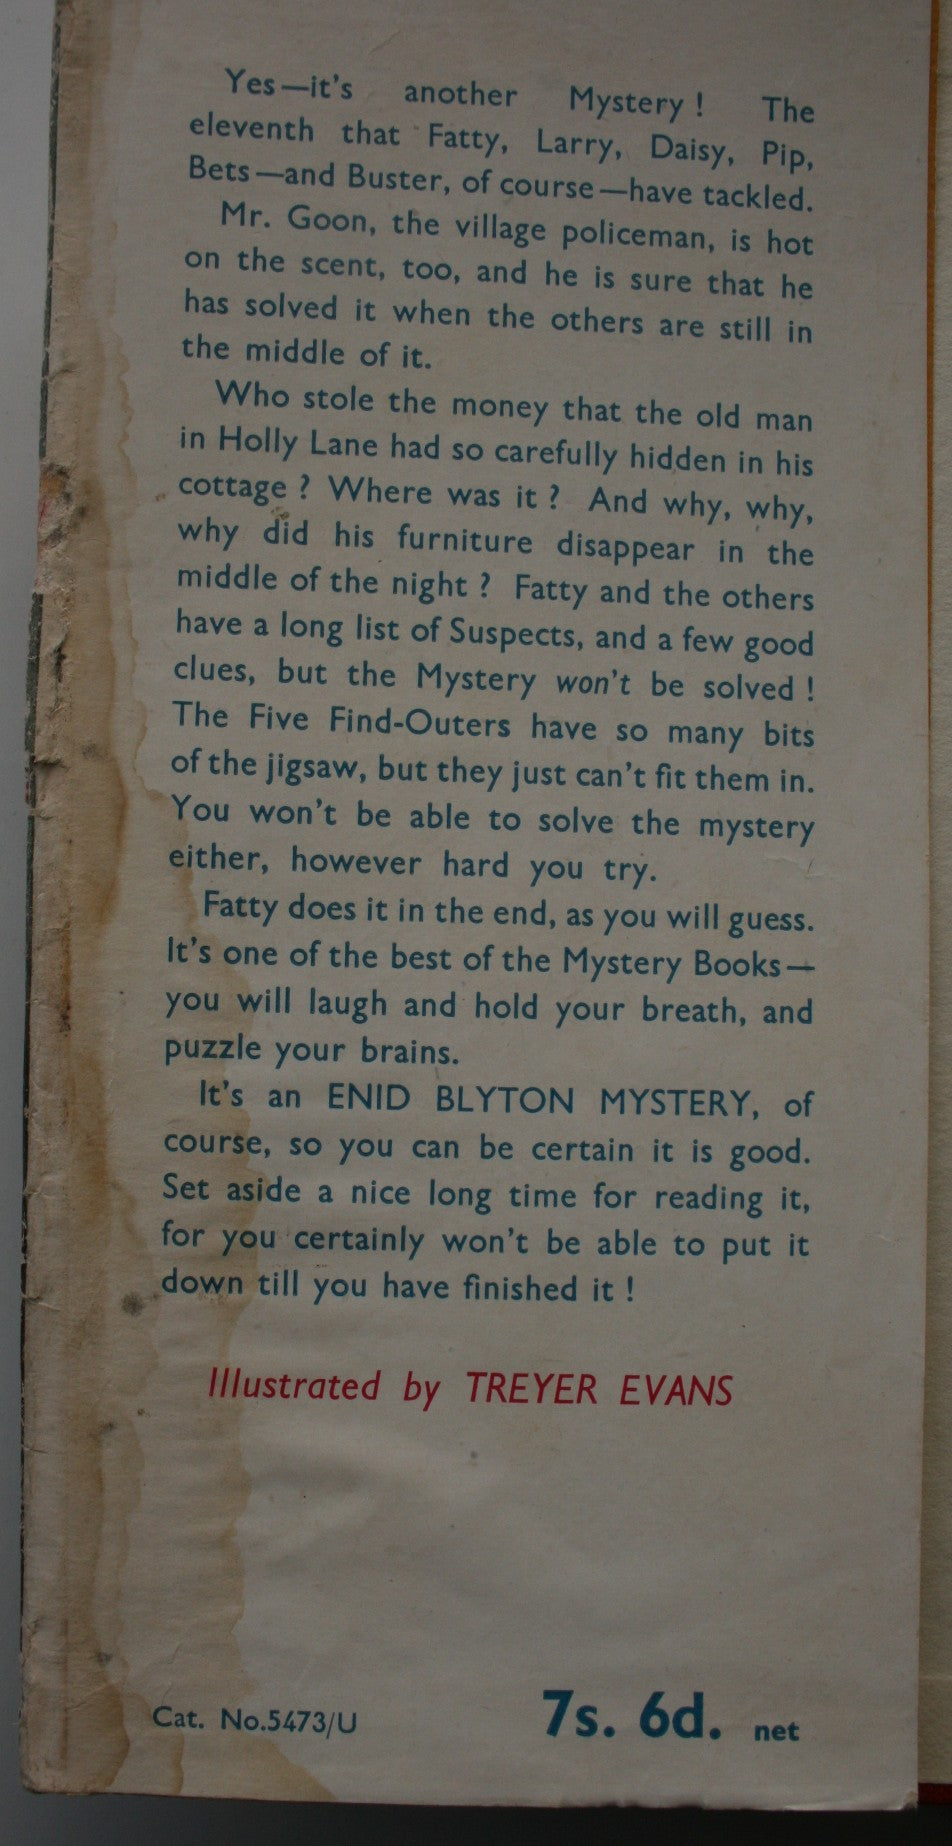 Yes—it's another Mystery! The
eleventh that Fatty, Larry, Daisy, Pip,
Bets—and Buster, of course—have tackled.
Mr. Goon, the village policeman, is hot
on the scent, too, and he is sure that he
has solved it when the others are still in
the middle of it.
Who stole the money that the old man
in Holly Lane had so carefully hidden in his
cottage? Where was it? And why, why,
why did his furniture disappear in the
middle of the night? Fatty and the others
have a long list of Suspects, and a few good
clues, but the Mystery won't be solved!
The Five Find-Outers have so many bits
of the jigsaw, but they just can't fit them in.
You won't be able to solve the mystery
either, however hard you try.
Fatty does it in the end, as you will guess.
It's one of the best of the Mystery Books—
you will laugh and hold your breath, and
puzzle your brains.
It's an ENID BLYTON MYSTERY, of
course, so you can be certain it is good.
Set aside a nice long time for reading it,
for you certainly won't be able to put it
down till you have finished it!
Illustrated by TREYER EVANS
Cat. No.5473/U 7s. 6d. net